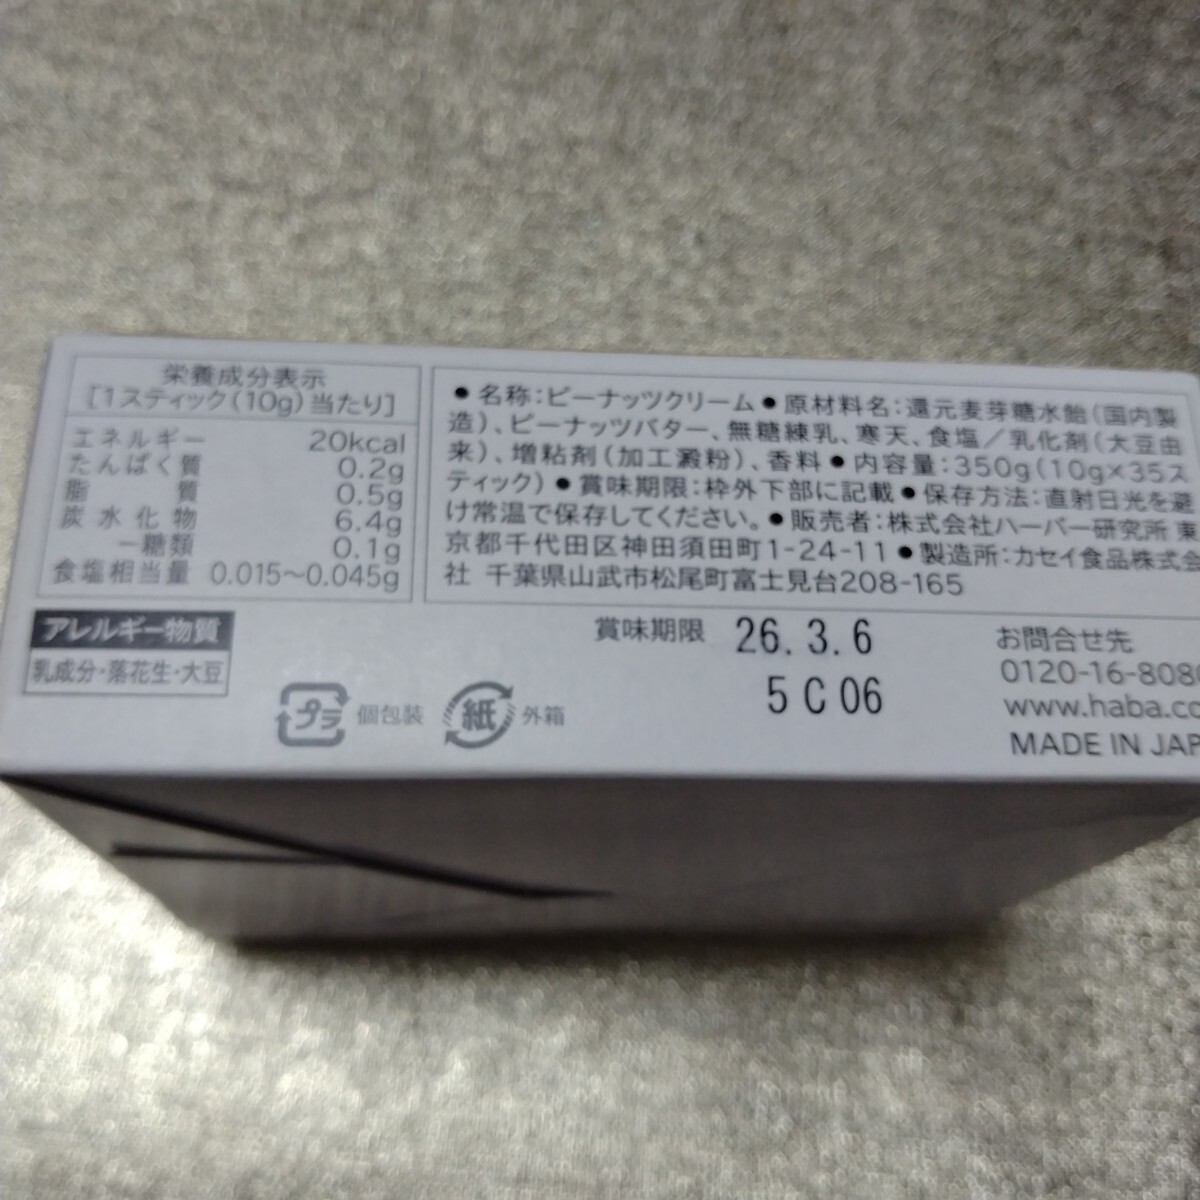 栄養成分表示
[1スティック(10g)当たり]
エネルギー 20kcal
たんぱく質 0.2g
脂質 0.5g
炭水化物 6.4g
－糖類 0.1g
食塩相当量 0.015〜0.045g
アレルギー物質
乳成分・落花生・大豆
●名称:ピーナッツクリーム●原材料名:還元麦芽糖水飴(国内製
造)、ピーナッツバター、無糖練乳、寒天、食塩／乳化剤(大豆由
来)、増粘剤(加工澱粉)、香料●内容量:350g(10g×35ス
ティック)●賞味期限:枠外下部に記載●保存方法:直射日光を避
け常温で保存してください。●販売者:株式会社ハーバー研究所 東
京都千代田区神田須田町1-24-11●製造所:カセイ食品株式会
社 千葉県山武市松尾町富士見台208-165
賞味期限 26.3.6
5C06
プラ 個包装 紙 外箱
お問合せ先
0120-16-8080
www.haba.co
MADE IN JAP